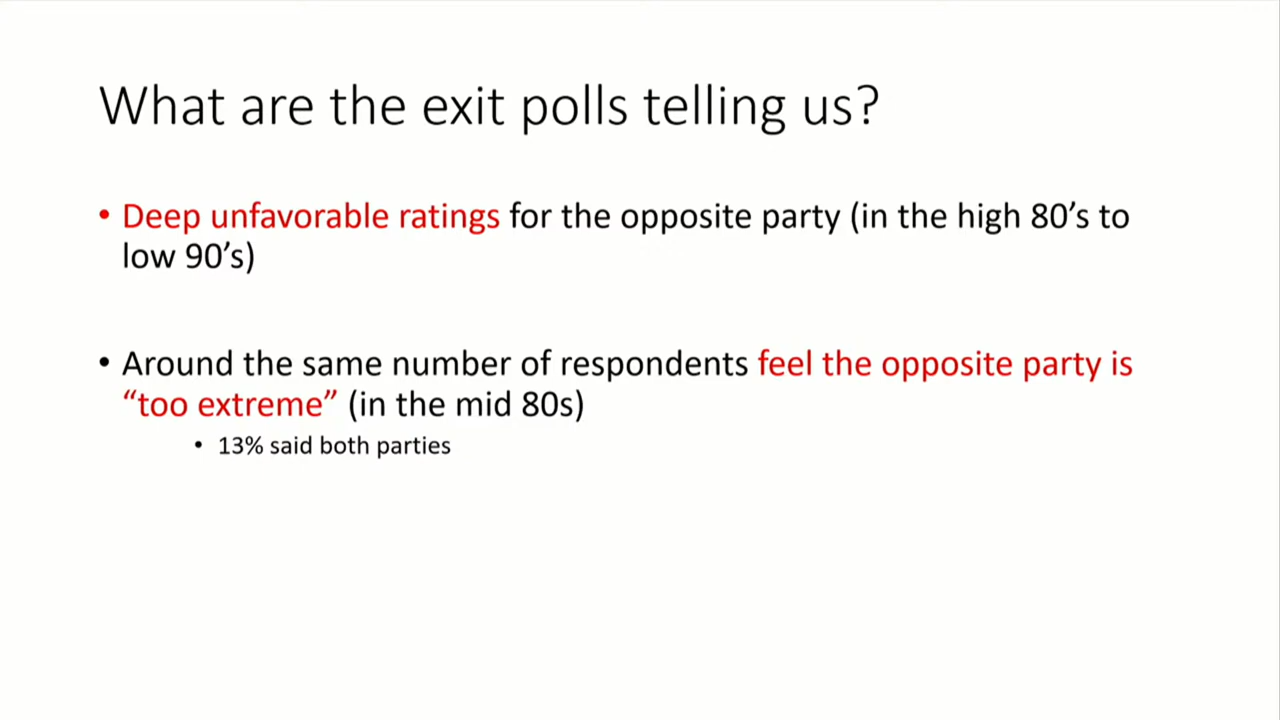 What are the exit polls telling us?
• Deep unfavorable ratings for the opposite party (in the high 80’s to
low 90’s)
• Around the same number of respondents feel the opposite party is
“too extreme” (in the mid 80s)
• 13% said both parties